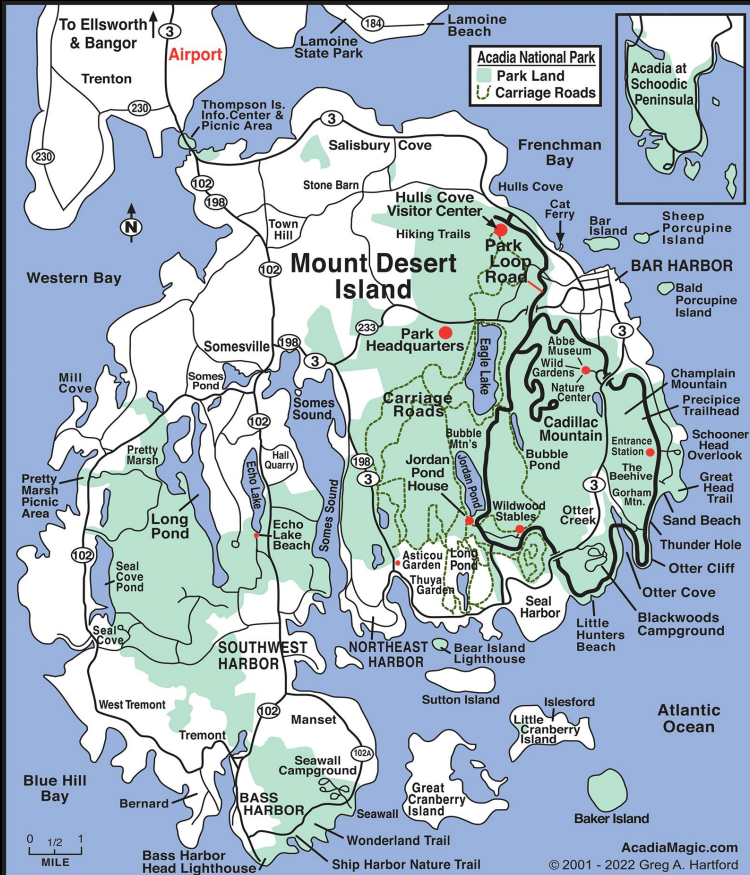 To Ellsworth
& Bangor
3
Airport
Trenton
230
230
Thompson Is.
Info.Center &
Picnic Area
184
Lamoine
Beach
Lamoine
State Park
Acadia National Park
Park Land
Carriage Roads
Acadia at
Schoodic
Peninsula
3
Salisbury Cove
Frenchman
Bay
102
198
Stone Barn
Hulls Cove
Hulls Cove
Visitor Center
Cat
Ferry
Bar
Island
Sheep
Porcupine
Island
N
Town
Hill
Hiking Trails
Park
Loop
Road
Western Bay
102
Mount Desert
Island
BAR HARBOR
Bald
Porcupine
Island
233
Park
Headquarters
3
Somesville
198
3
Eagle Lake
Abbe
Museum
Wild
Gardens
Nature
Center
Mill
Cove
Somes
Pond
Somes
Sound
Carriage
Roads
Champlain
Mountain
Precipice
Trailhead
102
Cadillac
Mountain
Bubble
Mtn's
Schooner
Head
Overlook
Entrance
Station
Pretty
Marsh
Hall
Quarry
198
3
Jordan
Pond
House
Jordan Pond
Bubble
Pond
The
Beehive
Great
Head
Trail
Pretty
Marsh
Picnic
Area
Echo Lake
Somes Sound
3
Gorham
Mtn.
Long
Pond
Wildwood
Stables
Otter
Creek
Sand Beach
Echo
Lake
Beach
Thunder Hole
102
Asticou
Garden
Long
Pond
Otter Cliff
Seal
Cove
Pond
Thuya
Garden
Otter Cove
Seal
Harbor
Blackwoods
Campground
Little
Hunters
Beach
Seal
Cove
SOUTHWEST
HARBOR
NORTHEAST
HARBOR
Bear Island
Lighthouse
Sutton Island
West Tremont
102
Manset
Islesford
Little
Cranberry
Island
Atlantic
Ocean
Tremont
102A
Seawall
Campground
Blue Hill
Bay
Bernard
BASS
HARBOR
Seawall
Great
Cranberry
Island
Baker Island
0 1/2 1
MILE
Wonderland Trail
Bass Harbor
Head Lighthouse
Ship Harbor Nature Trail
AcadiaMagic.com
© 2001 - 2022 Greg A. Hartford